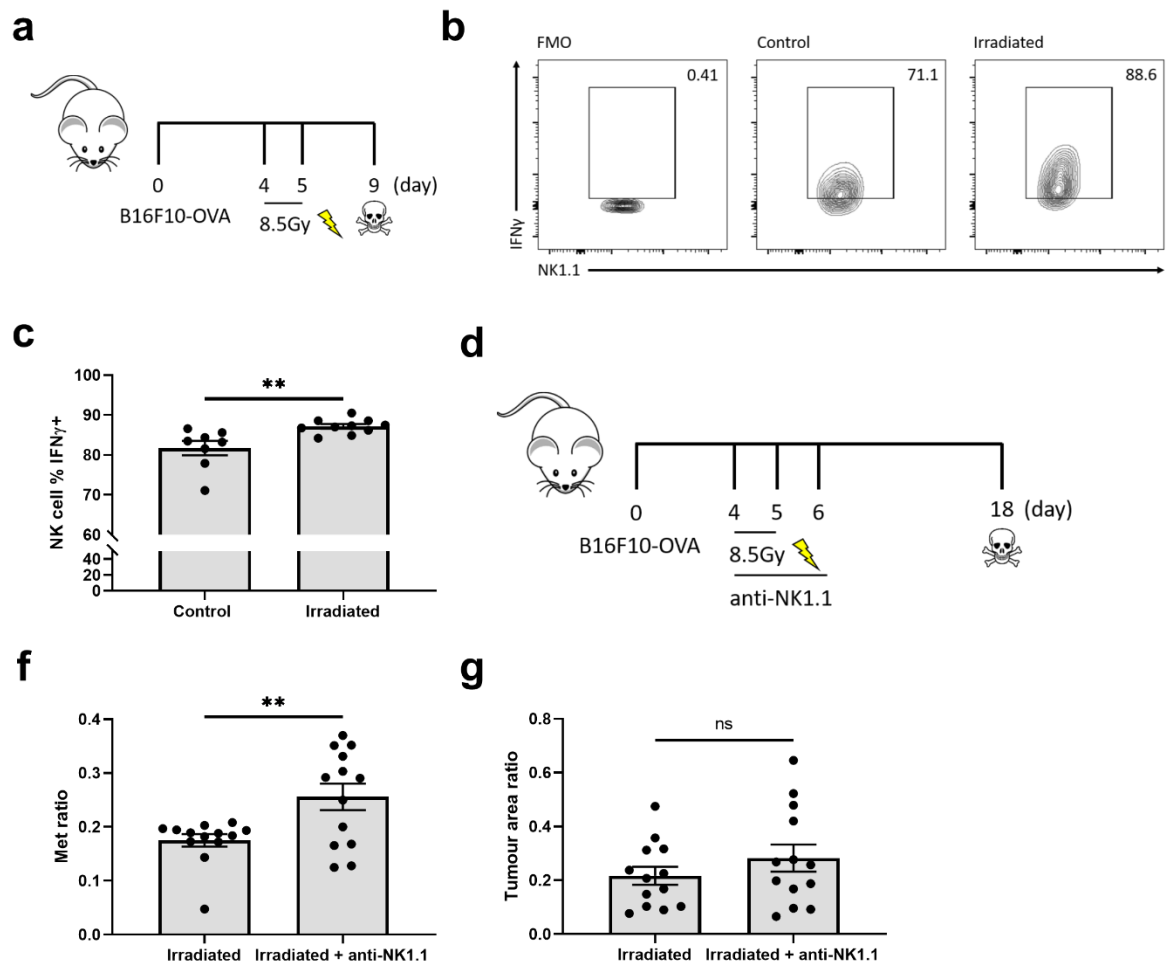 a
0 4 5 9 (day)
B16F10-OVA
8.5Gy
b
FMO Control Irradiated
0.41 71.1 88.6
IFNγ
NK1.1
c
**
NK cell % IFNγ+
100
90
80
70
60
40
20
0
Control Irradiated
d
0 4 5 6 18 (day)
B16F10-OVA
8.5Gy
anti-NK1.1
f
**
Met ratio
0.4
0.3
0.2
0.1
0.0
Irradiated Irradiated + anti-NK1.1
g
ns
Tumour area ratio
0.8
0.6
0.4
0.2
0.0
Irradiated Irradiated + anti-NK1.1